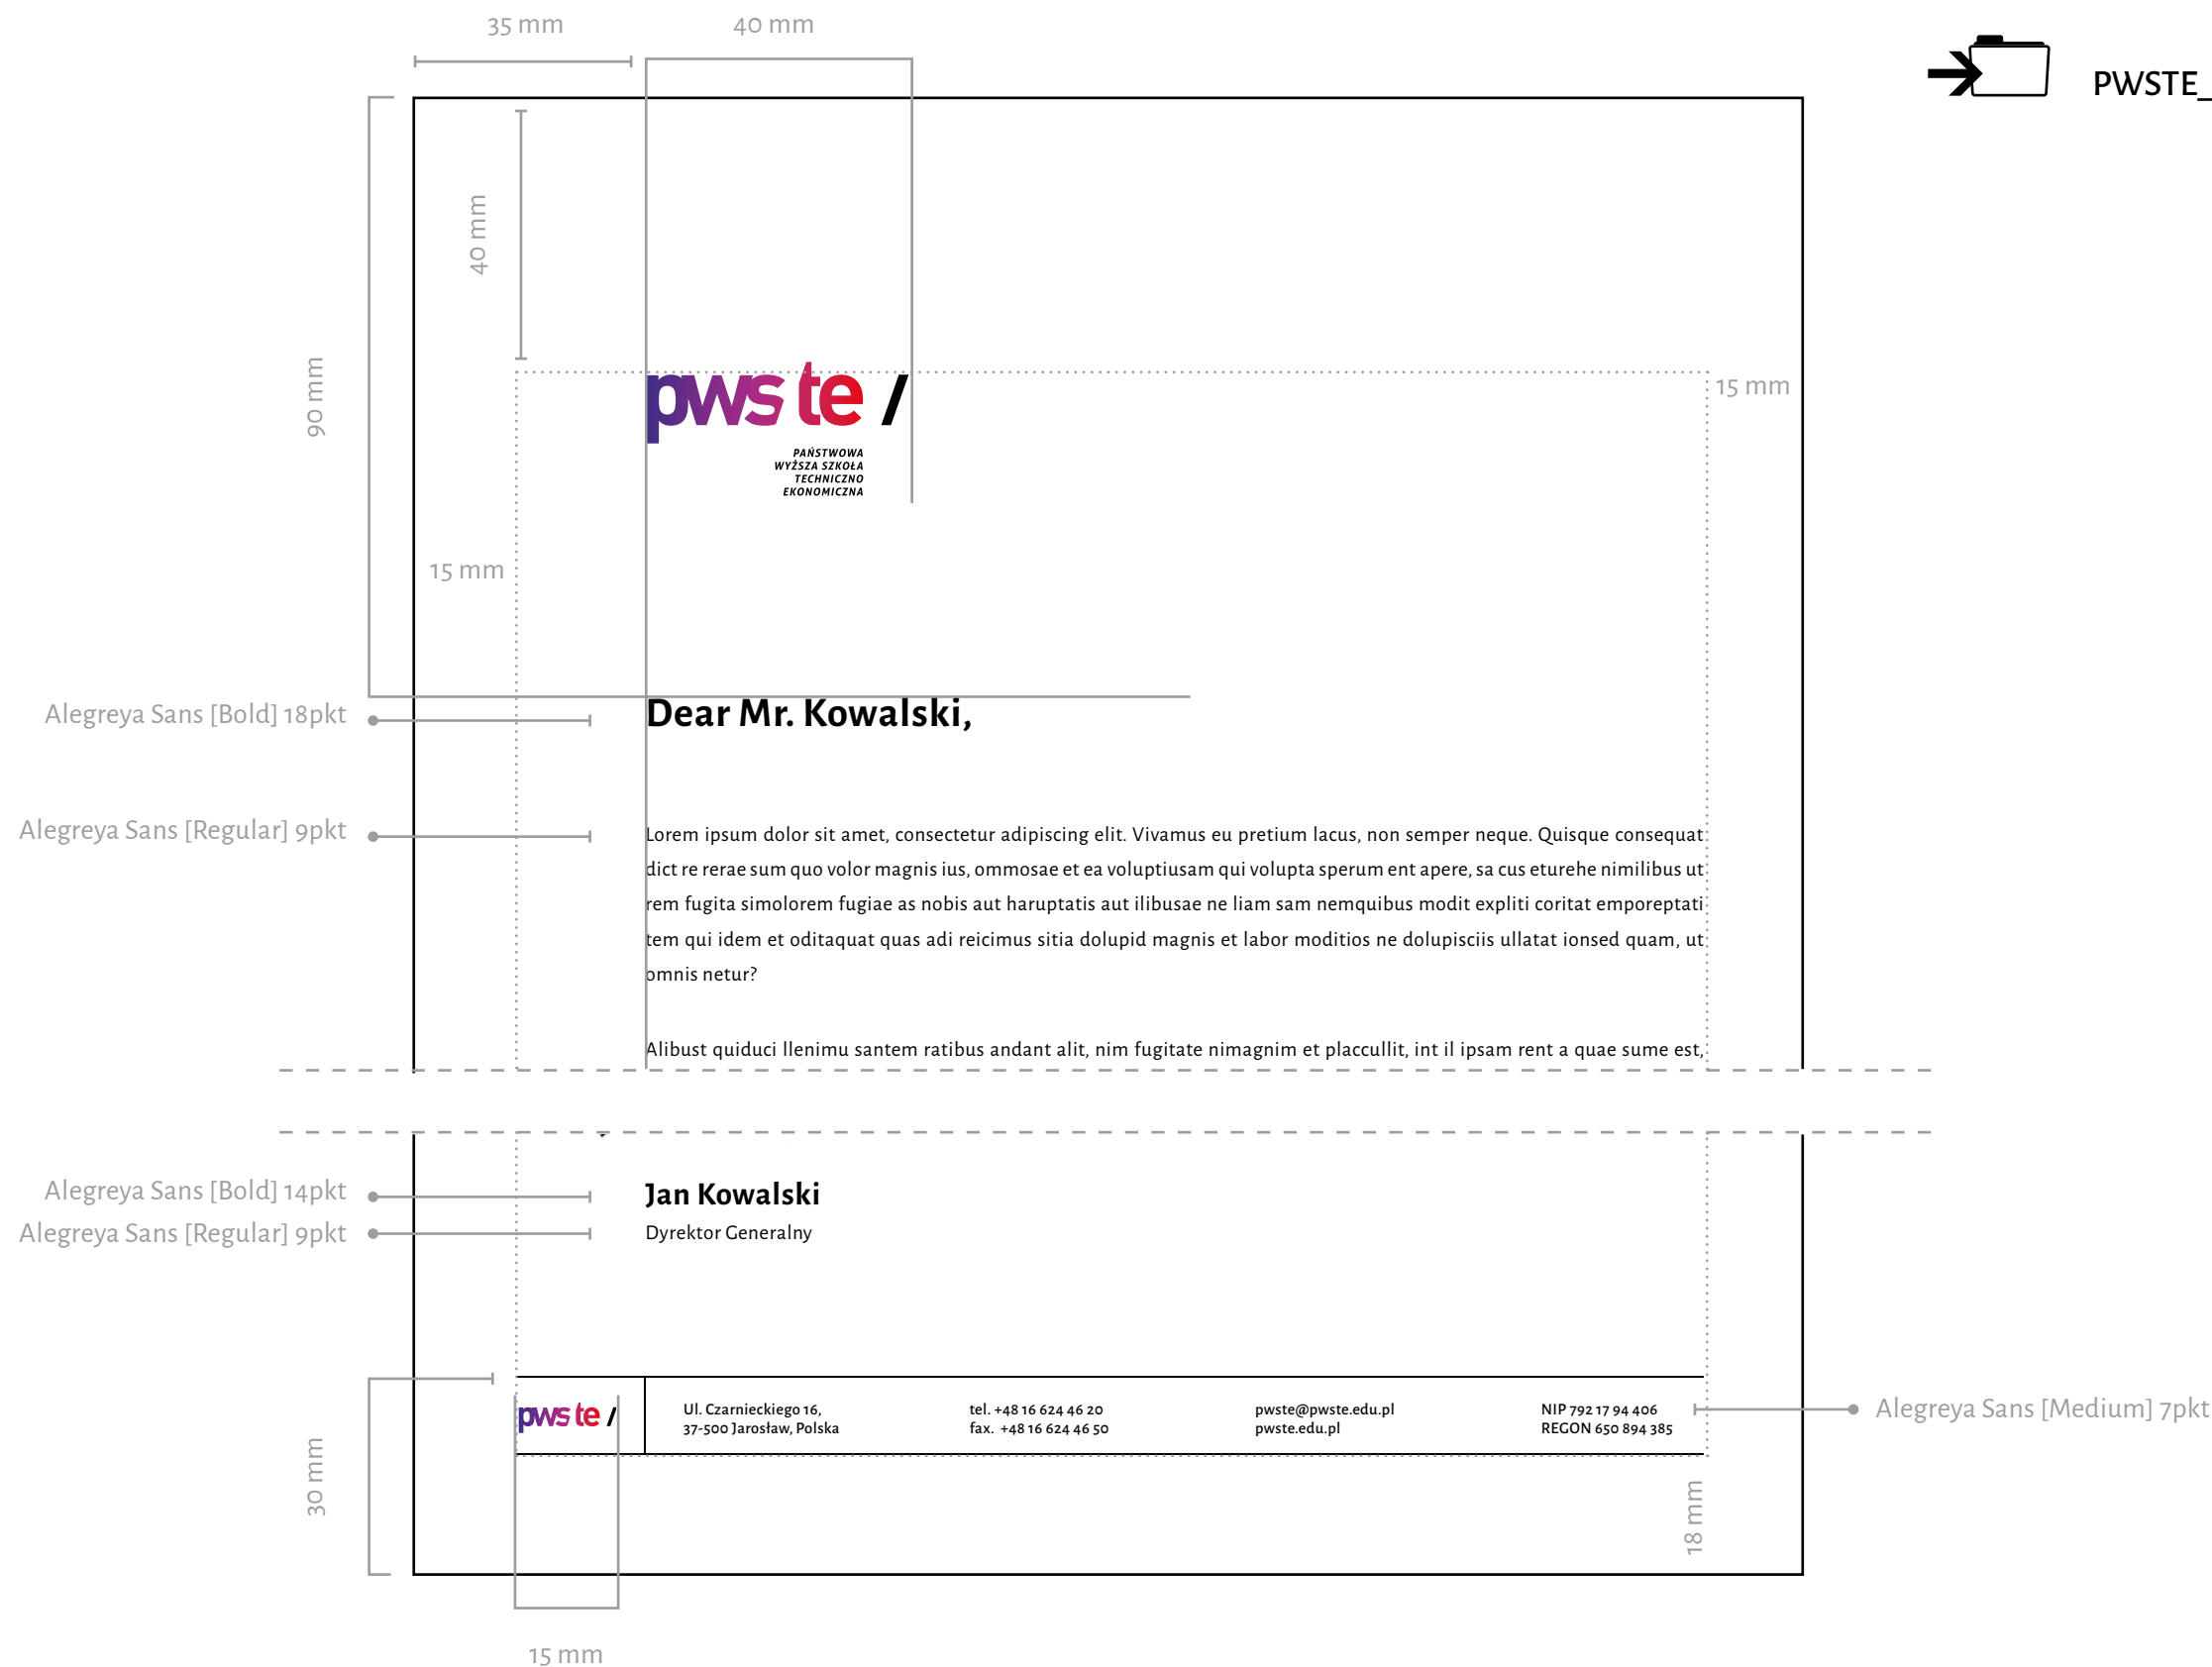 35 mm
40 mm
PWSTE_
40 mm
90 mm
pwste/
15 mm
PAŃSTWOWA
WYŻSZA SZKOŁA
TECHNICZNO
EKONOMICZNA
15 mm
Alegreya Sans [Bold] 18pkt
Dear Mr. Kowalski,
Alegreya Sans [Regular] 9pkt
Lorem ipsum dolor sit amet, consectetur adipiscing elit. Vivamus eu pretium lacus, non semper neque. Quisque consequat
dict re rerae sum quo volor magnis ius, ommosae et ea voluptiusam qui volupta sperum ent apere, sa cus eturehe nimilibus ut
rem fugita simolorem fugiae as nobis aut haruptatis aut ilibusae ne liam sam nemquibus modit expliti coritat emporeptati
tem qui idem et oditaquat quas adi reicimus sitia dolupid magnis et labor moditios ne dolupisciis ullatat ionsed quam, ut
omnis netur?
Alibust quiduci llenimu santem ratibus andant alit, nim fugitate nimagnim et placcullit, int il ipsam rent a quae sume est,
Alegreya Sans [Bold] 14pkt
Jan Kowalski
Alegreya Sans [Regular] 9pkt
Dyrektor Generalny
pwste/
Ul. Czarnieckiego 16,
37-500 Jarosław, Polska
tel. +48 16 624 46 20
fax. +48 16 624 46 50
pwste@pwste.edu.pl
pwste.edu.pl
NIP 792 17 94 406
REGON 650 894 385
Alegreya Sans [Medium] 7pkt
30 mm
18 mm
15 mm